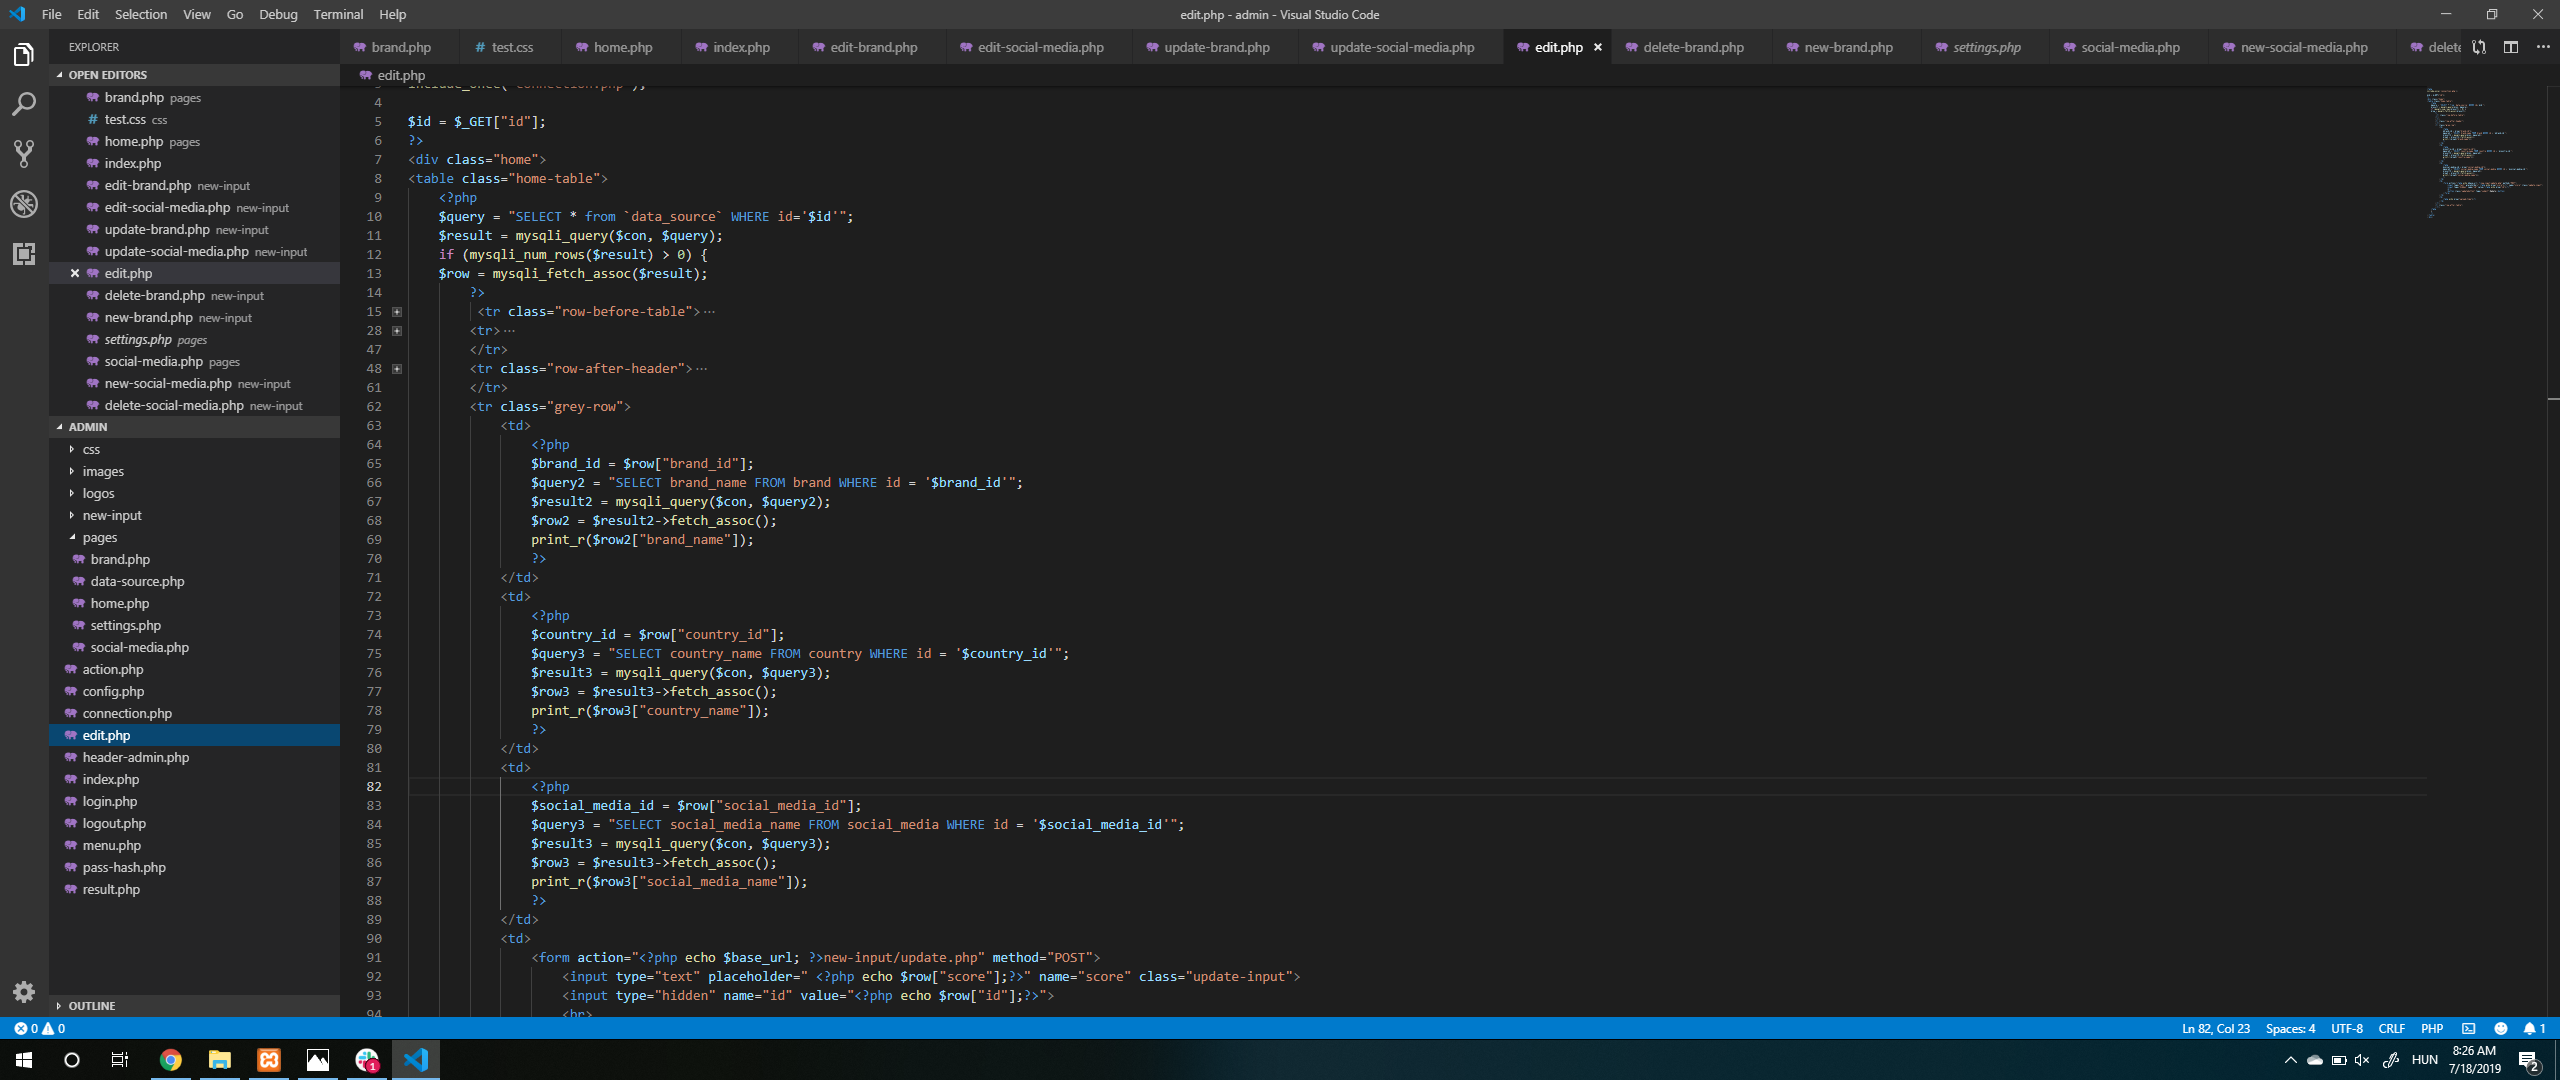 File Edit Selection View Go Debug Terminal Help
edit.php - admin - Visual Studio Code
EXPLORER
brand.php test.css home.php index.php edit-brand.php edit-social-media.php update-brand.php update-social-media.php edit.php delete-brand.php new-brand.php settings.php social-media.php new-social-media.php delete
OPEN EDITORS
brand.php pages
# test.css css
home.php pages
index.php
edit-brand.php new-input
edit-social-media.php new-input
update-brand.php new-input
update-social-media.php new-input
edit.php
delete-brand.php new-input
new-brand.php new-input
settings.php pages
social-media.php pages
new-social-media.php new-input
delete-social-media.php new-input
ADMIN
css
images
logos
new-input
pages
brand.php
data-source.php
home.php
settings.php
social-media.php
action.php
config.php
connection.php
edit.php
header-admin.php
index.php
login.php
logout.php
menu.php
pass-hash.php
result.php
OUTLINE
edit.php
3 include_once("connection.php");
4
5 $id = $_GET["id"];
6 ?>
7 <div class="home">
8 <table class="home-table">
9 <?php
10 $query = "SELECT * from `data_source` WHERE id='$id'";
11 $result = mysqli_query($con, $query);
12 if (mysqli_num_rows($result) > 0) {
13 $row = mysqli_fetch_assoc($result);
14 ?>
15 <tr class="row-before-table">···
28 <tr>···
47 </tr>
48 <tr class="row-after-header">···
61 </tr>
62 <tr class="grey-row">
63 <td>
64 <?php
65 $brand_id = $row["brand_id"];
66 $query2 = "SELECT brand_name FROM brand WHERE id = '$brand_id'";
67 $result2 = mysqli_query($con, $query2);
68 $row2 = $result2->fetch_assoc();
69 print_r($row2["brand_name"]);
70 ?>
71 </td>
72 <td>
73 <?php
74 $country_id = $row["country_id"];
75 $query3 = "SELECT country_name FROM country WHERE id = '$country_id'";
76 $result3 = mysqli_query($con, $query3);
77 $row3 = $result3->fetch_assoc();
78 print_r($row3["country_name"]);
79 ?>
80 </td>
81 <td>
82 <?php
83 $social_media_id = $row["social_media_id"];
84 $query3 = "SELECT social_media_name FROM social_media WHERE id = '$social_media_id'";
85 $result3 = mysqli_query($con, $query3);
86 $row3 = $result3->fetch_assoc();
87 print_r($row3["social_media_name"]);
88 ?>
89 </td>
90 <td>
91 <form action="<?php echo $base_url; ?>new-input/update.php" method="POST">
92 <input type="text" placeholder=" <?php echo $row["score"];?>" name="score" class="update-input">
93 <input type="hidden" name="id" value="<?php echo $row["id"];?>">
94 <br>
0 0
Ln 82, Col 23 Spaces: 4 UTF-8 CRLF PHP 1
1
HUN
8:26 AM
7/18/2019
2